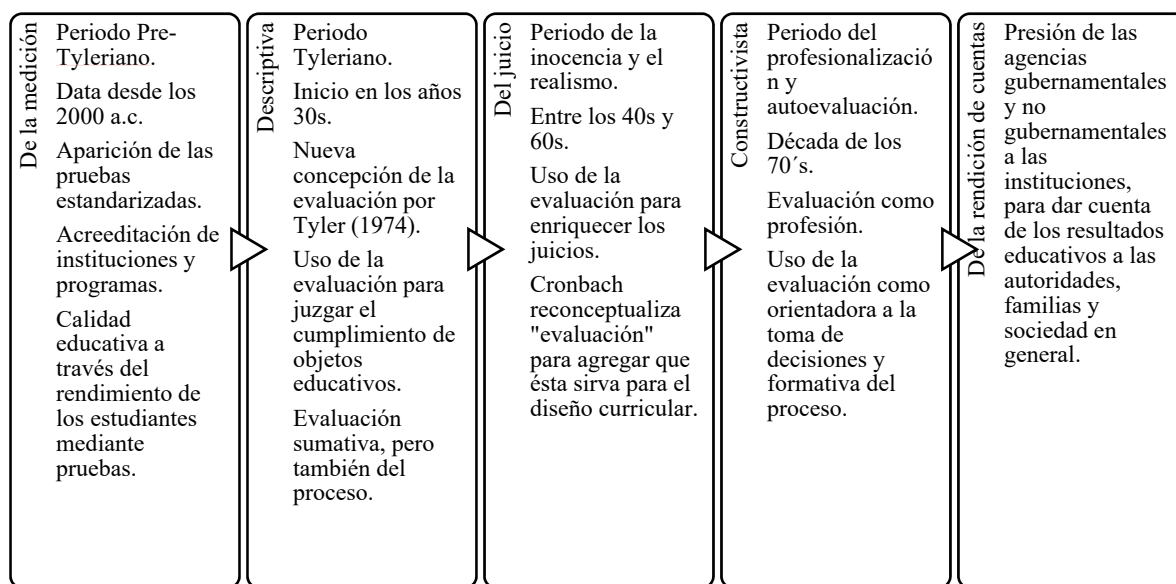 De la medición
Periodo Pre-
Tyleriano.
Data desde los
2000 a.c.
Aparición de las
pruebas
estandarizadas.
Acreeditación de
instituciones y
programas.
Calidad
educativa a
través del
rendimiento de
los estudiantes
mediante
pruebas.
Descriptiva
Periodo
Tyleriano.
Inicio en los años
30s.
Nueva
concepción de la
evaluación por
Tyler (1974).
Uso de la
evaluación para
juzgar el
cumplimiento de
objetos
educativos.
Evaluación
sumativa, pero
también del
proceso.
Del juicio
Periodo de la
inocencia y el
realismo.
Entre los 40s y
60s.
Uso de la
evaluación para
enriquecer los
juicios.
Cronbach
reconceptualiza
"evaluación"
para agregar que
ésta sirva para el
diseño curricular.
Constructivista
Periodo del
profesionalizació
n y
autoevaluación.
Década de los
70´s.
Evaluación como
profesión.
Uso de la
evaluación como
orientadora a la
toma de
decisiones y
formativa del
proceso.
De la rendición de cuentas
Presión de las
agencias
gubernamentales
y no
gubernamentales
a las
instituciones,
para dar cuenta
de los resultados
educativos a las
autoridades,
familias y
sociedad en
general.